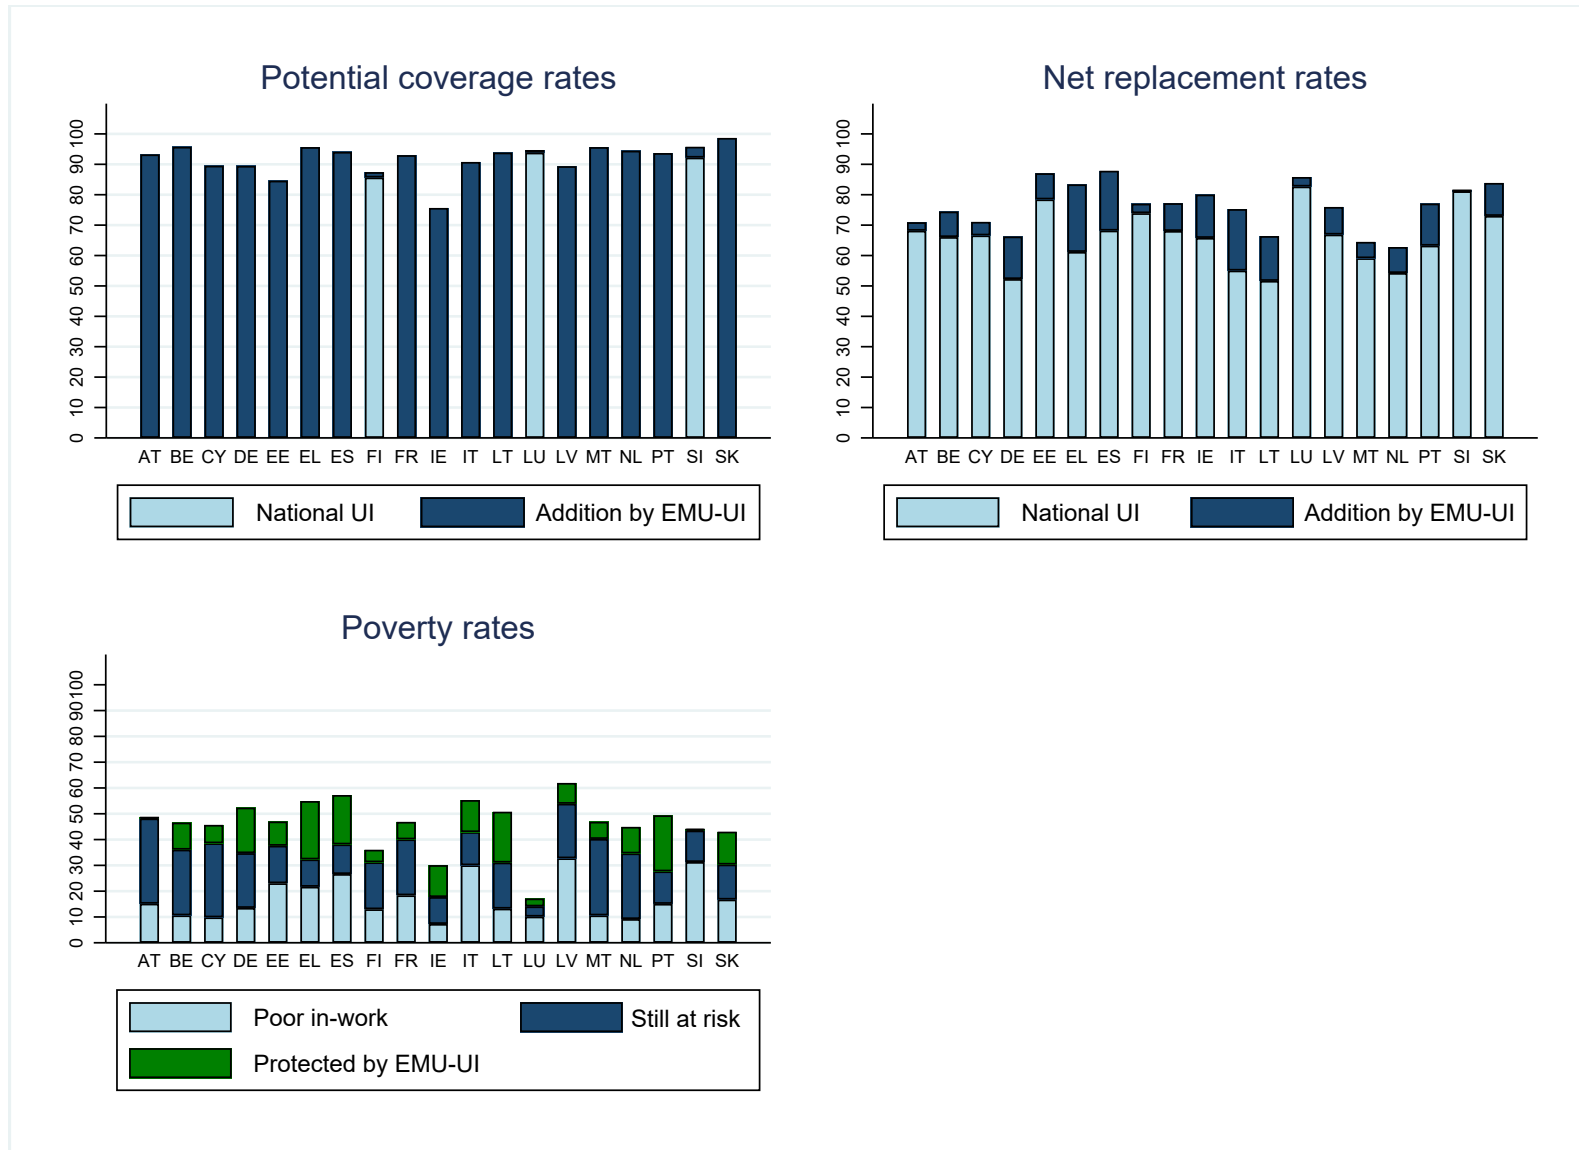 Potential coverage rates
0 10 20 30 40 50 60 70 80 90 100
AT BE CY DE EE EL ES FI FR IE IT LT LU LV MT NL PT SI SK
National UI Addition by EMU-UI
Net replacement rates
0 10 20 30 40 50 60 70 80 90 100
AT BE CY DE EE EL ES FI FR IE IT LT LU LV MT NL PT SI SK
National UI Addition by EMU-UI
Poverty rates
0 10 20 30 40 50 60 70 80 90 100
AT BE CY DE EE EL ES FI FR IE IT LT LU LV MT NL PT SI SK
Poor in-work Still at risk
Protected by EMU-UI